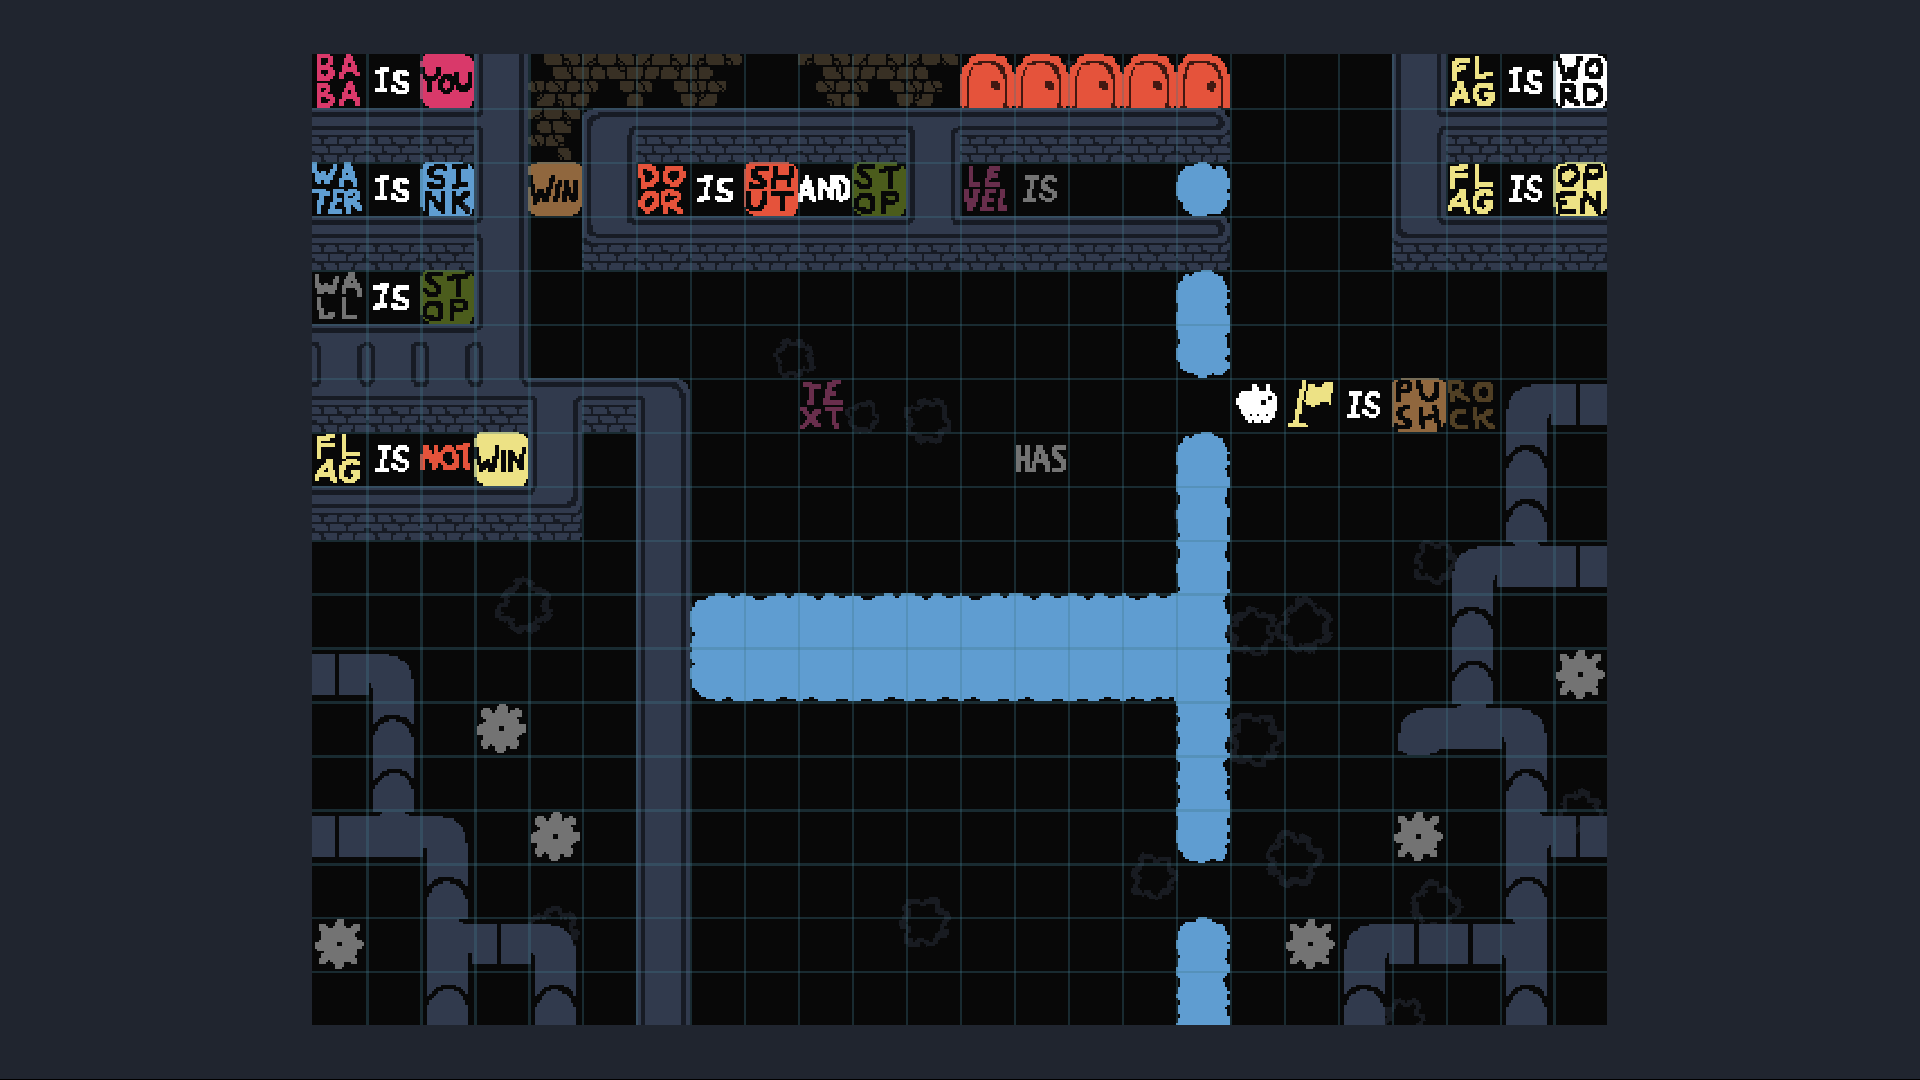 BABA IS YOU
FLAG IS WORD
WATER IS SINK
WIN
DOOR IS SHUT AND STOP
LEVEL IS
FLAG IS OPEN
WALL IS STOP
TEXT
IS PUSH ROCK
FLAG IS NOT WIN
HAS